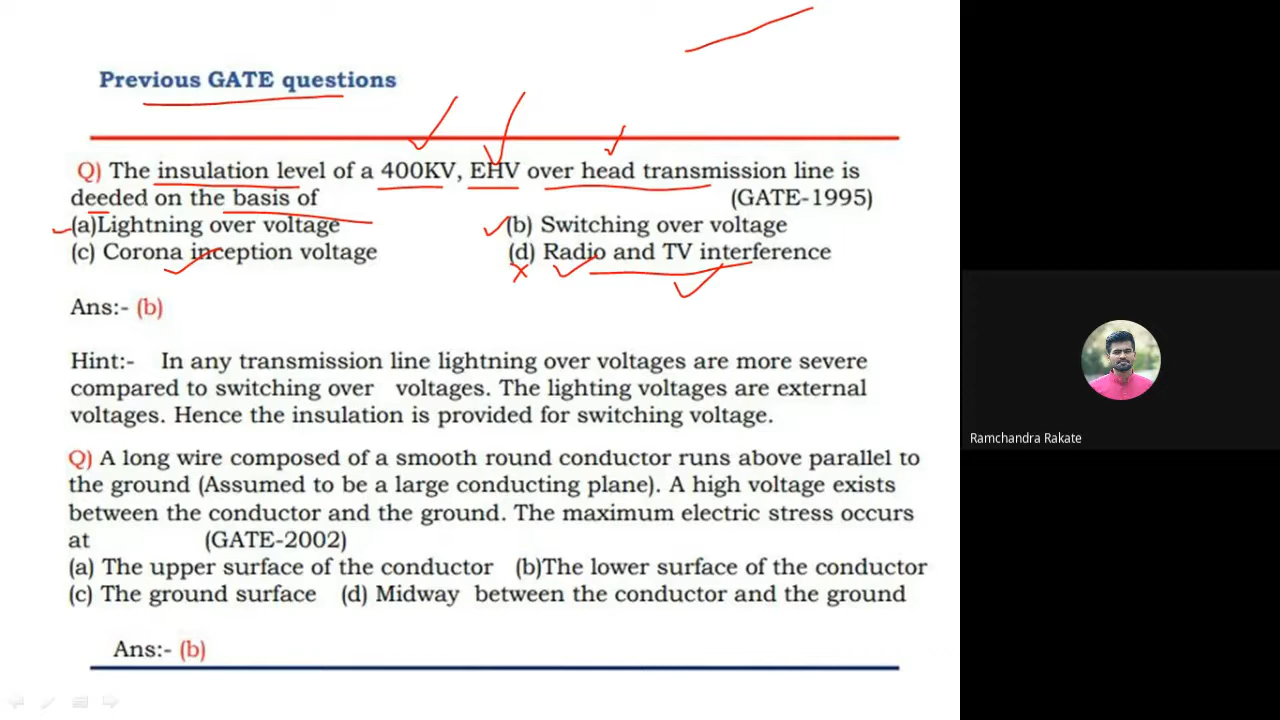 Previous GATE questions
Q) The insulation level of a 400KV, EHV over head transmission line is
deeded on the basis of (GATE-1995)
(a)Lightning over voltage (b) Switching over voltage
(c) Corona inception voltage (d) Radio and TV interference
Ans:- (b)
Hint:- In any transmission line lightning over voltages are more severe
compared to switching over voltages. The lighting voltages are external
voltages. Hence the insulation is provided for switching voltage.
Q) A long wire composed of a smooth round conductor runs above parallel to
the ground (Assumed to be a large conducting plane). A high voltage exists
between the conductor and the ground. The maximum electric stress occurs
at (GATE-2002)
(a) The upper surface of the conductor (b)The lower surface of the conductor
(c) The ground surface (d) Midway between the conductor and the ground
Ans:- (b)
Ramchandra Rakate